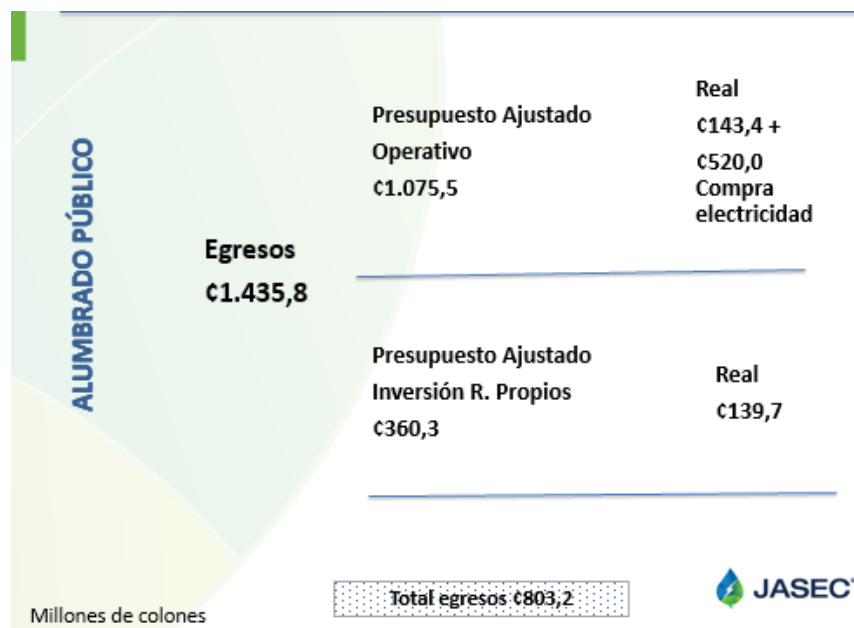 ALUMBRADO PÚBLICO
Egresos
¢1.435,8
Presupuesto Ajustado
Operativo
¢1.075,5
Real
¢143,4 +
¢520,0
Compra
electricidad
Presupuesto Ajustado
Inversión R. Propios
¢360,3
Real
¢139,7
Total egresos ¢803,2
JASEC
Millones de colones